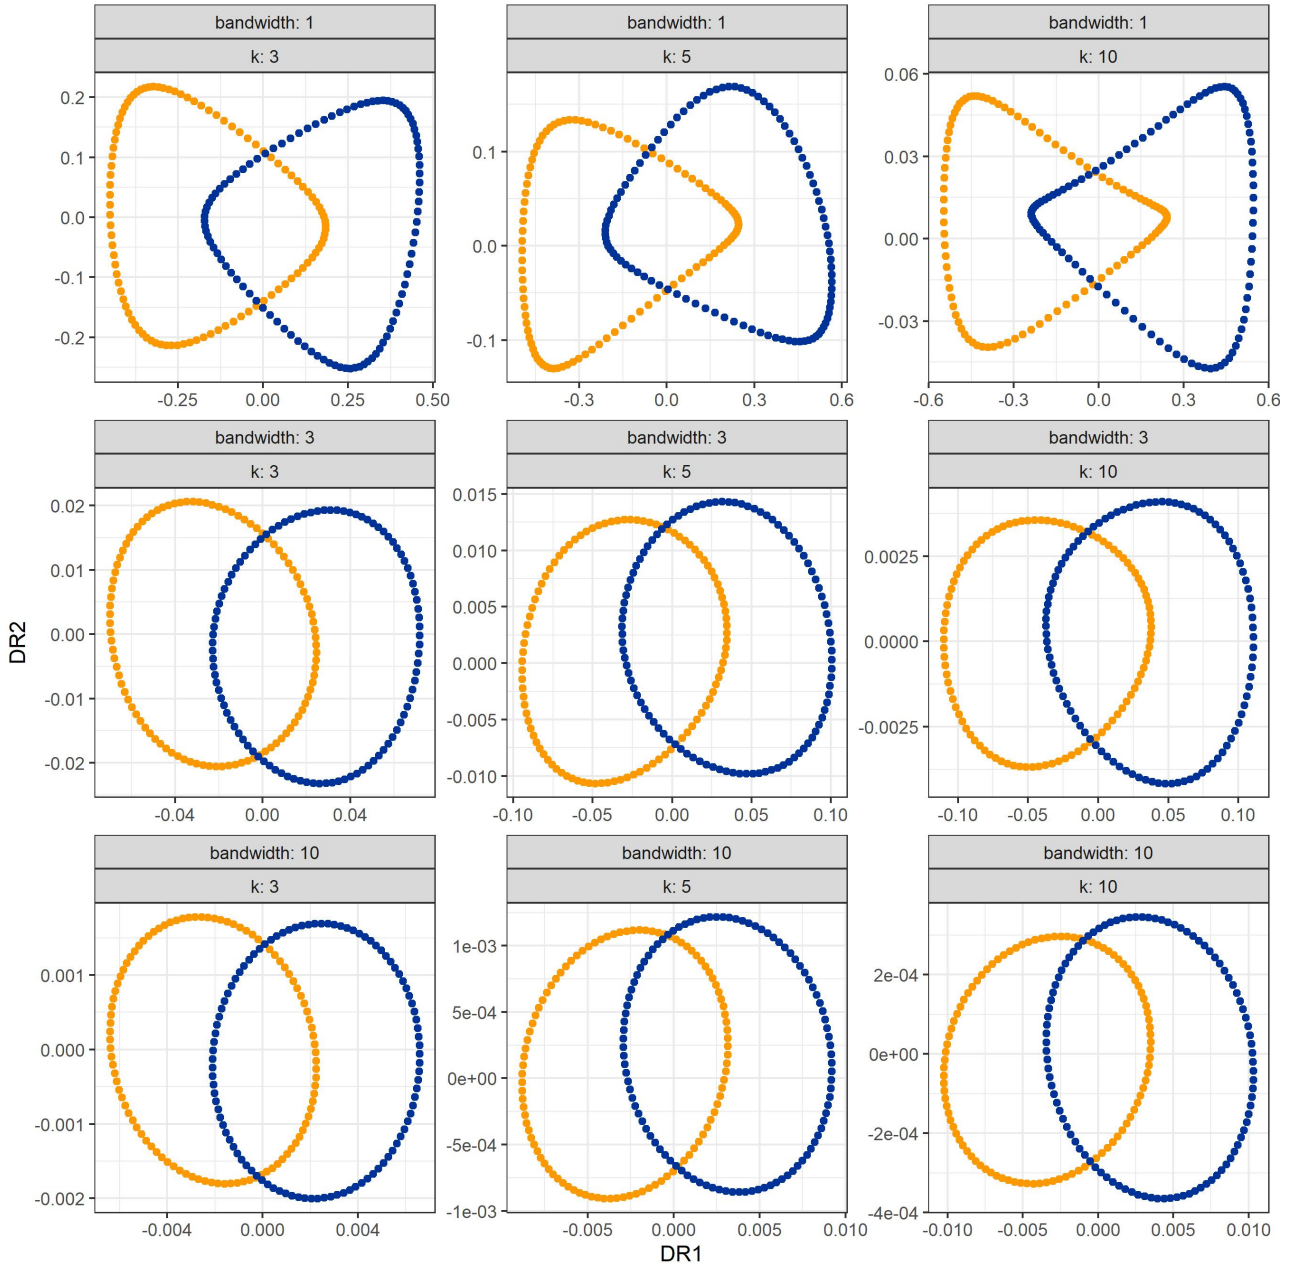 bandwidth: 1
k: 3
0.2
0.1
0.0
-0.1
-0.2
-0.25 0.00 0.25 0.50
bandwidth: 1
k: 5
0.1
0.0
-0.1
-0.3 0.0 0.3 0.6
bandwidth: 1
k: 10
0.06
0.03
0.00
-0.03
-0.6 -0.3 0.0 0.3 0.6
bandwidth: 3
k: 3
0.02
0.01
0.00
-0.01
-0.02
-0.04 0.00 0.04
bandwidth: 3
k: 5
0.015
0.010
0.005
0.000
-0.005
-0.010
-0.10 -0.05 0.00 0.05 0.10
bandwidth: 3
k: 10
0.0025
0.0000
-0.0025
-0.10 -0.05 0.00 0.05 0.10
DR2
bandwidth: 10
k: 3
0.001
0.000
-0.001
-0.002
-0.004 0.000 0.004
bandwidth: 10
k: 5
1e-03
5e-04
0e+00
-5e-04
-1e-03
-0.005 0.000 0.005 0.010
bandwidth: 10
k: 10
2e-04
0e+00
-2e-04
-4e-04
-0.010 -0.005 0.000 0.005 0.010
DR1